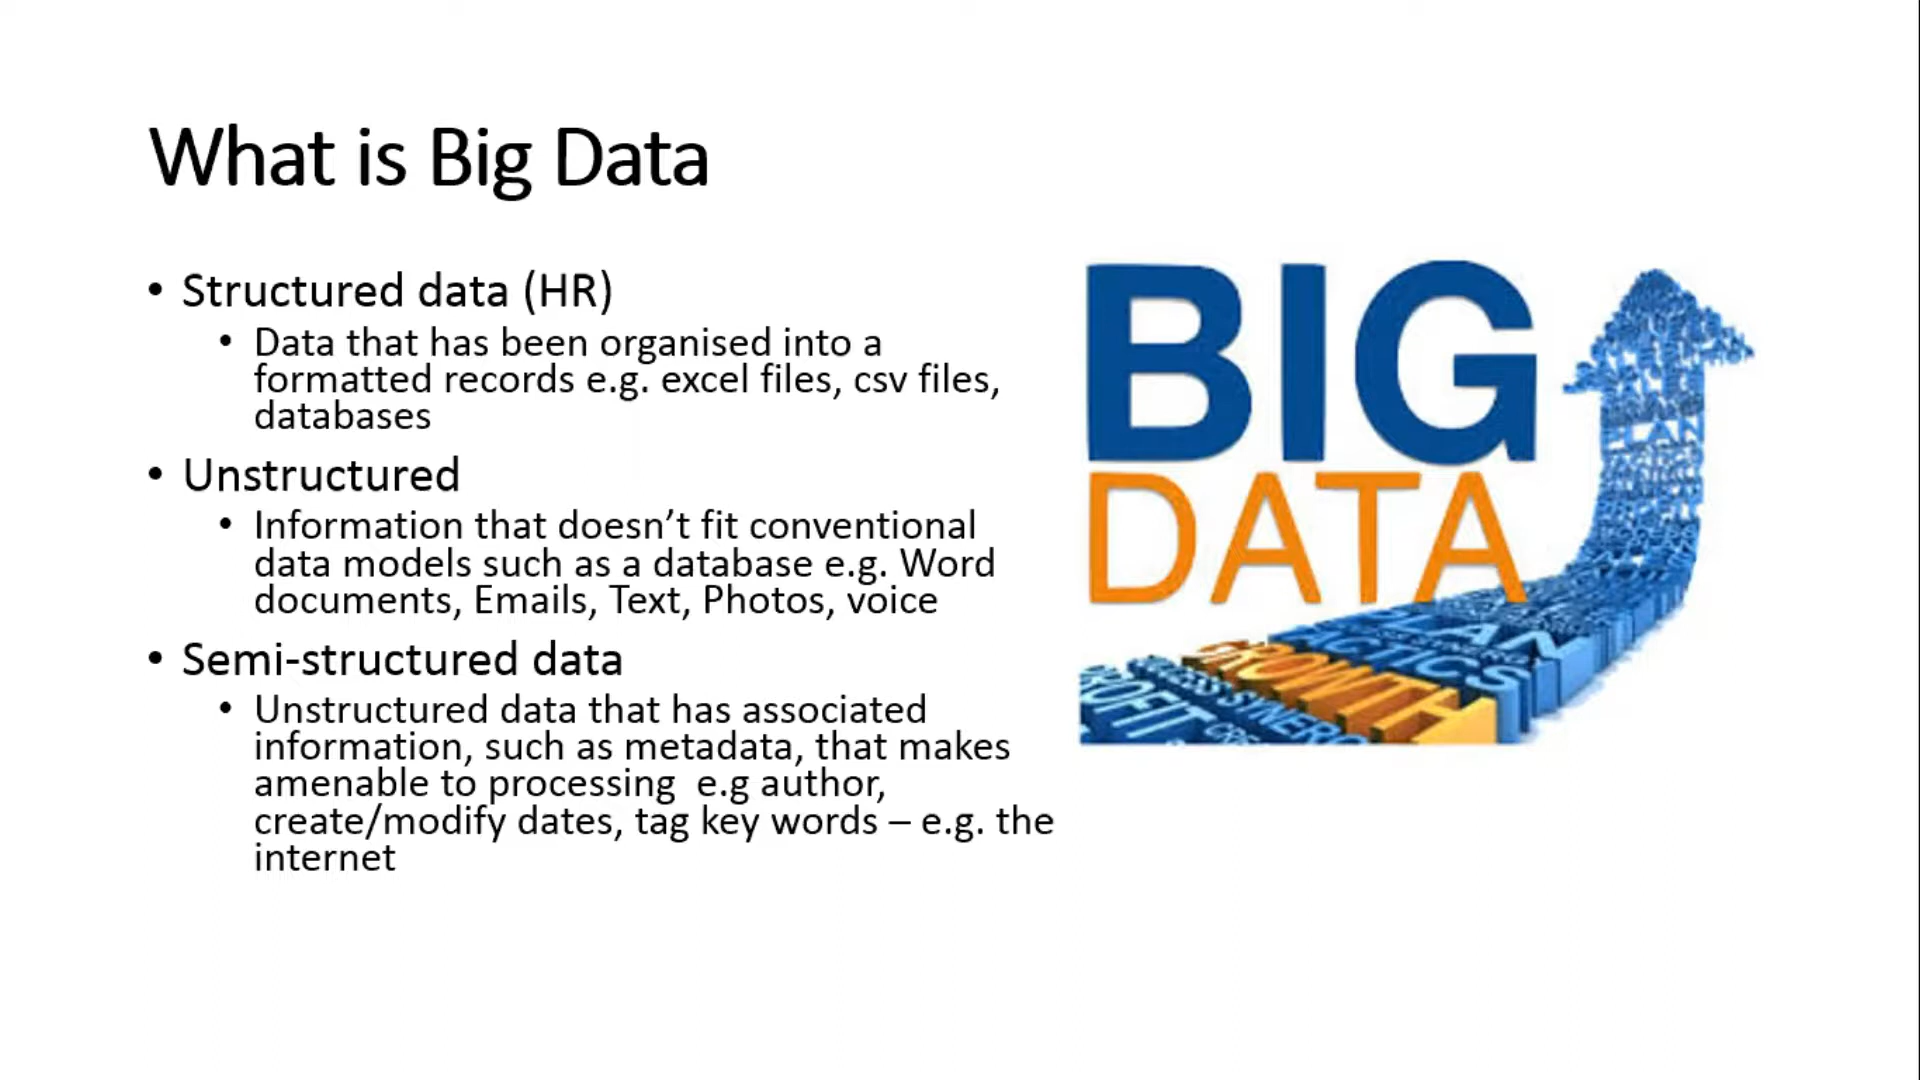 What is Big Data
• Structured data (HR)
• Data that has been organised into a
formatted records e.g. excel files, csv files,
databases
• Unstructured
• Information that doesn’t fit conventional
data models such as a database e.g. Word
documents, Emails, Text, Photos, voice
• Semi-structured data
• Unstructured data that has associated
information, such as metadata, that makes
amenable to processing  e.g author,
create/modify dates, tag key words – e.g. the
internet
BIG
DATA
PLAN
TACTICS
GROWTH